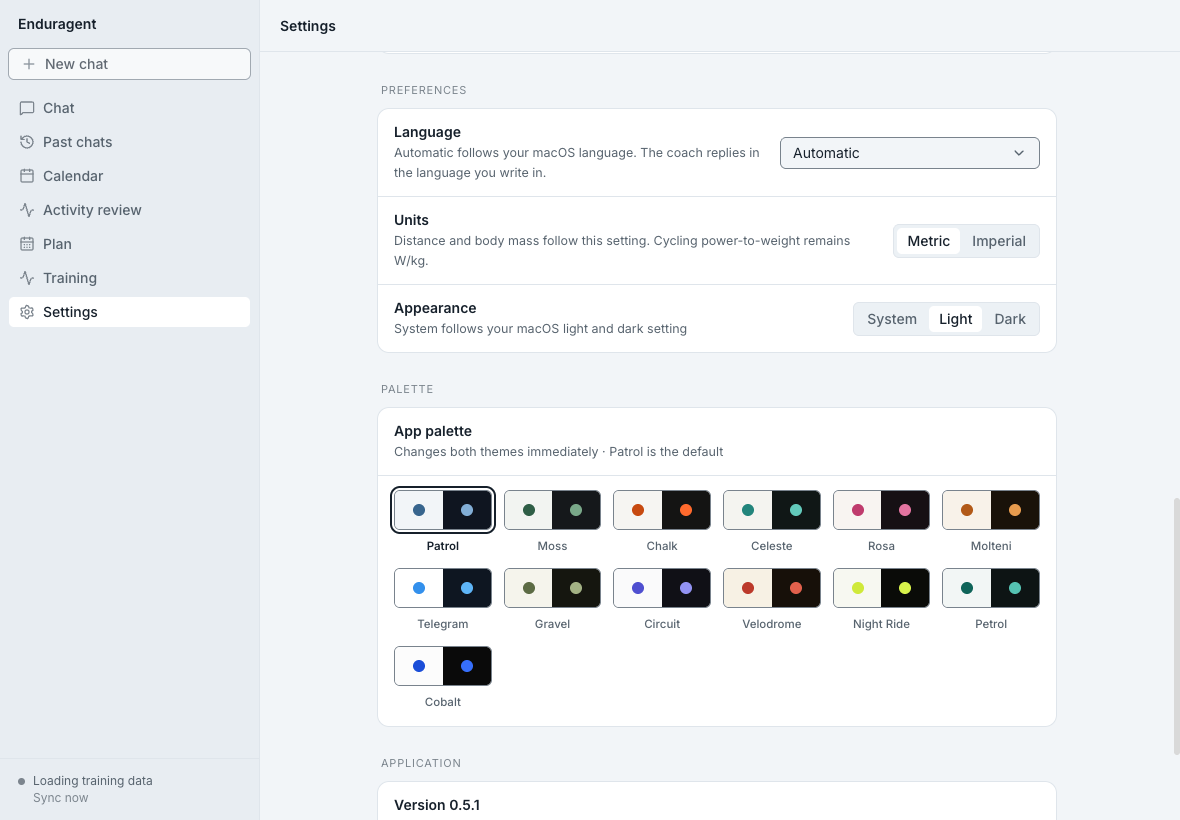 Enduragent
New chat
Chat
Past chats
Calendar
Activity review
Plan
Training
Settings
Loading training data
Sync now
Settings
PREFERENCES
Language
Automatic follows your macOS language. The coach replies in
the language you write in.
Automatic
Units
Distance and body mass follow this setting. Cycling power-to-weight remains
W/kg.
Metric Imperial
Appearance
System follows your macOS light and dark setting
System Light Dark
PALETTE
App palette
Changes both themes immediately · Patrol is the default
Patrol Moss Chalk Celeste Rosa Molteni
Telegram Gravel Circuit Velodrome Night Ride Petrol
Cobalt
APPLICATION
Version 0.5.1